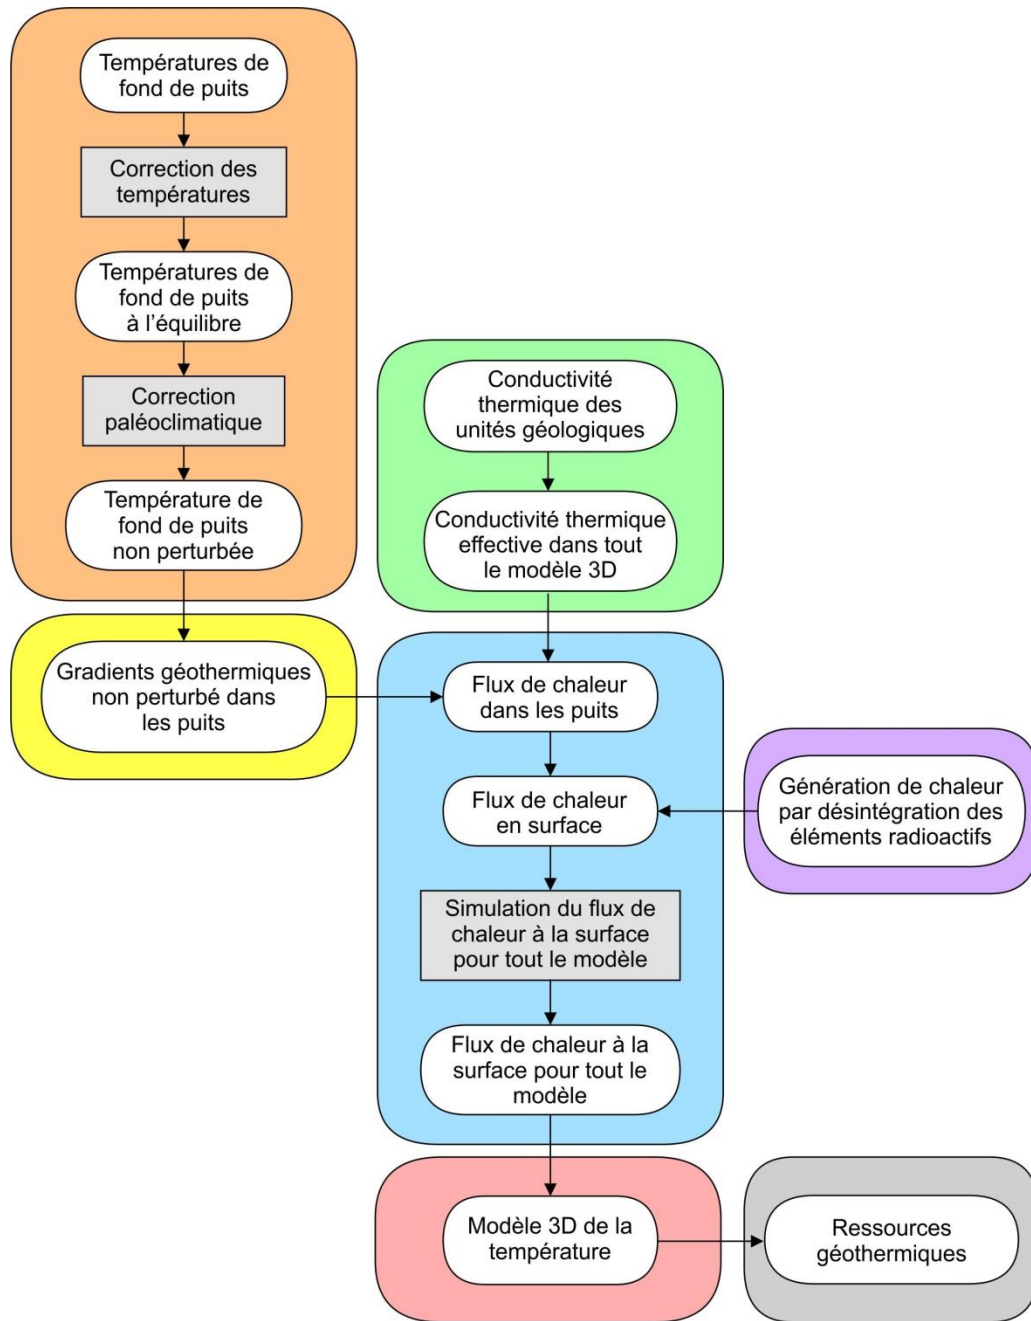 Températures de
fond de puits
Correction des
températures
Températures de
fond de puits
à l'équilibre
Correction
paléoclimatique
Température de
fond de puits
non perturbée
Conductivité
thermique des
unités géologiques
Conductivité thermique
effective dans tout
le modèle 3D
Gradients géothermiques
non perturbé dans
les puits
Flux de chaleur
dans les puits
Flux de chaleur
en surface
Génération de chaleur
par désintégration des
éléments radioactifs
Simulation du flux de
chaleur à la surface
pour tout le modèle
Flux de chaleur à la
surface pour tout le
modèle
Modèle 3D de la
température
Ressources
géothermiques